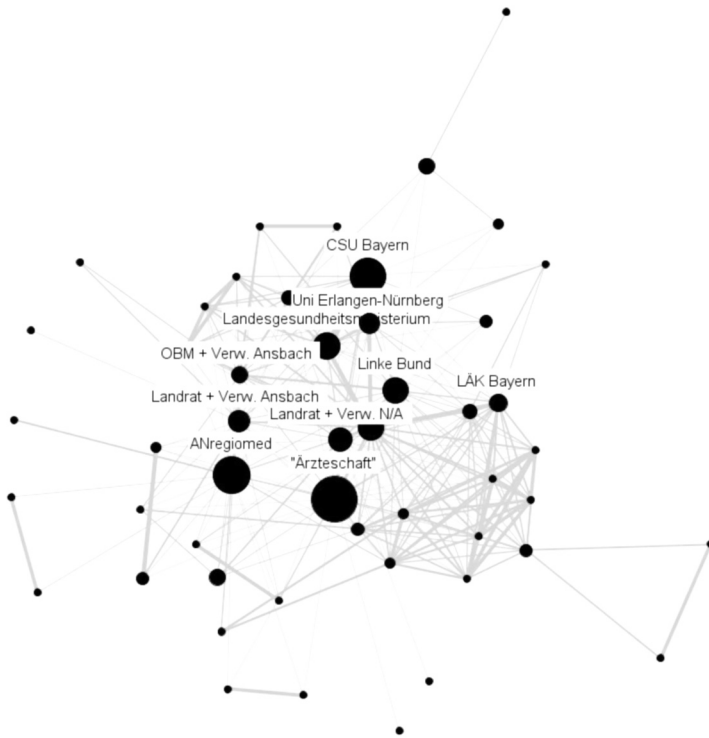 CSU Bayern
Uni Erlangen-Nürnberg
Landesgesundheitsministerium
OBM + Verw. Ansbach
Linke Bund
LÄK Bayern
Landrat + Verw. Ansbach
Landrat + Verw. N/A
ANregiomed
"Ärzteschaft"